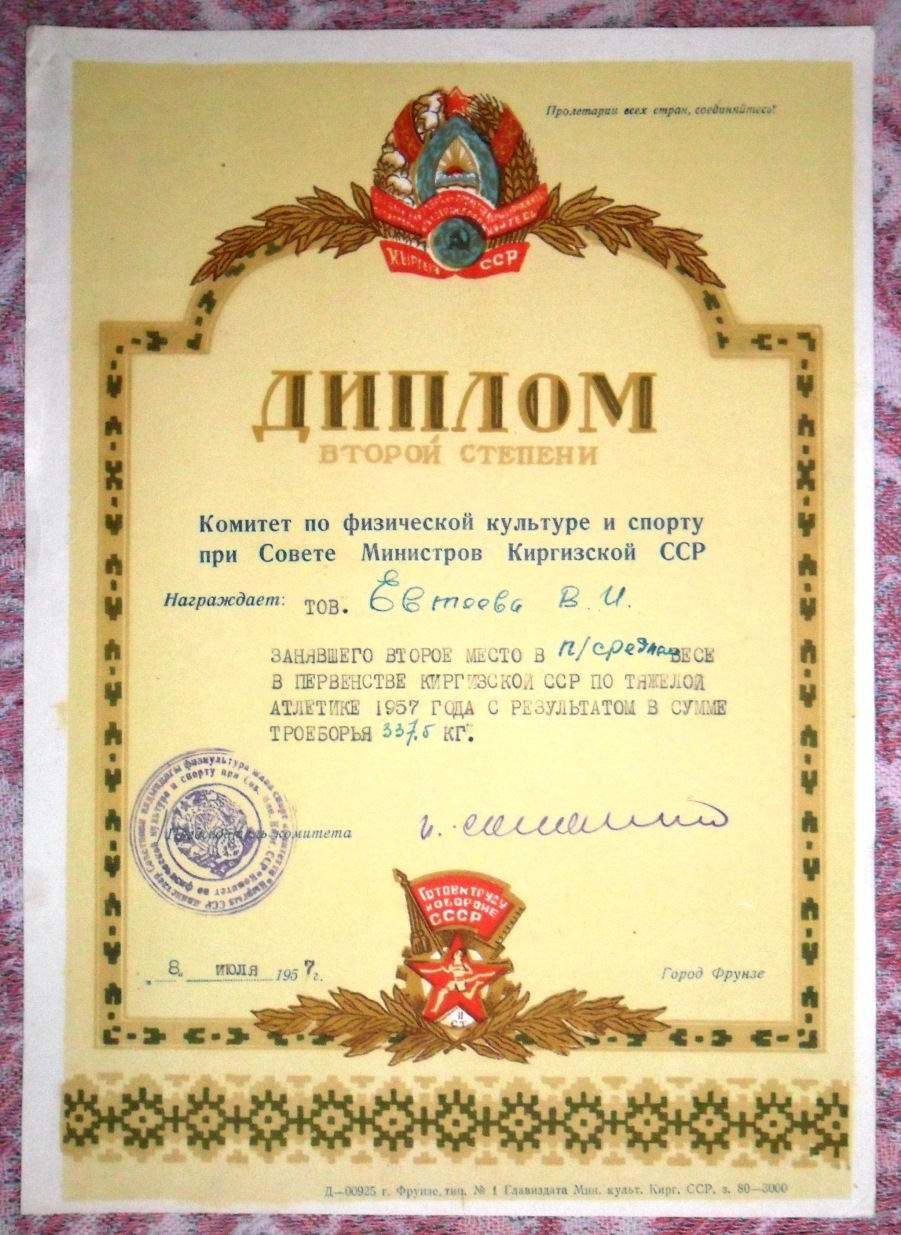 Пролетарии всех стран, соединяйтесь!
ССР
ДИПЛОМ
ВТОРОЙ СТЕПЕНИ
Комитет по физической культуре и спорту
при Совете Министров Киргизской ССР
Награждает: ТОВ. Евтеева В.И.
ЗАНЯВШЕГО ВТОРОЕ МЕСТО В п/среднем ВЕСЕ
В ПЕРВЕНСТВЕ КИРГИЗСКОЙ ССР ПО ТЯЖЕЛОЙ
АТЛЕТИКЕ 1957 ГОДА С РЕЗУЛЬТАТОМ В СУММЕ
ТРОЕБОРЬЯ 337,5 КГ.
Председатель комитета
ГОТОВ К ТРУДУ
И ОБОРОНЕ
СССР
II
СТ
„8„ ИЮЛЯ 1957 г.
Город Фрунзе
Д—00925 г. Фрунзе, тип. № 1 Главиздата Мин. культ. Кирг. ССР, з. 80—3000